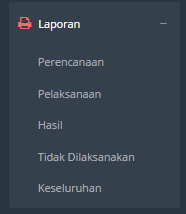 Laporan
Perencanaan
Pelaksanaan
Hasil
Tidak Dilaksanakan
Keseluruhan